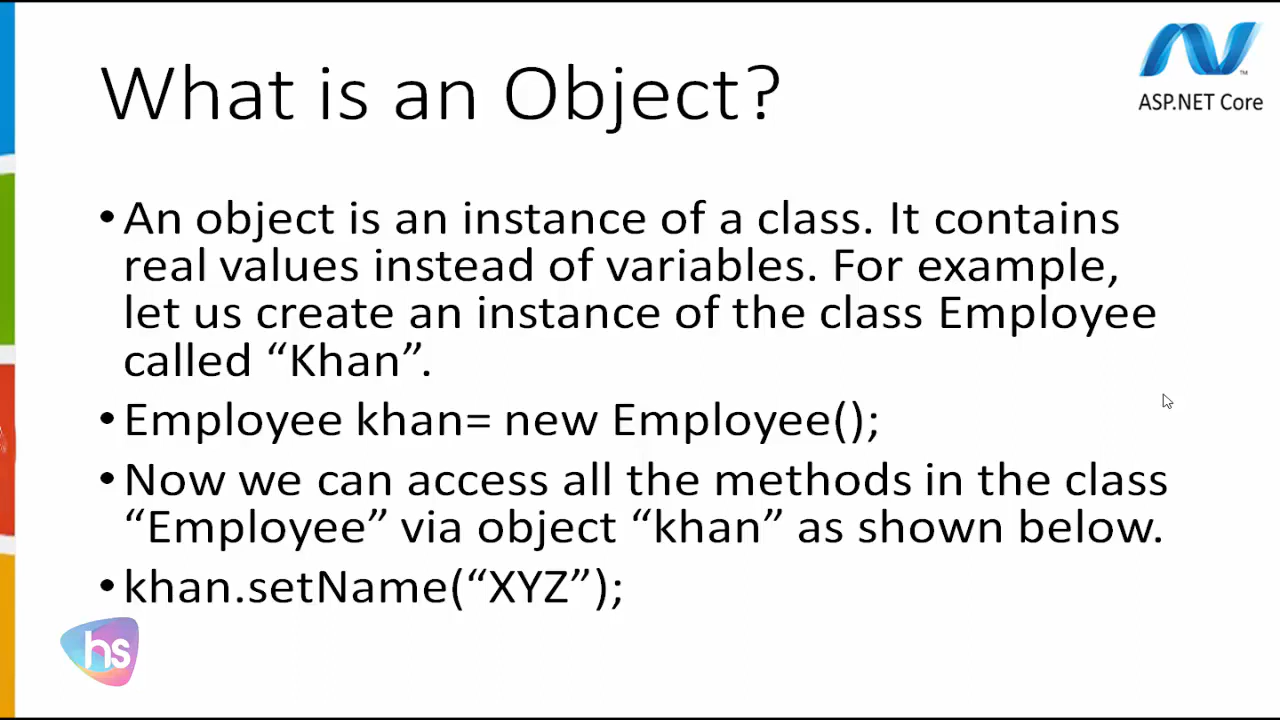 What is an Object?
ASP.NET Core
• An object is an instance of a class. It contains
real values instead of variables. For example,
let us create an instance of the class Employee
called “Khan”.
• Employee khan= new Employee();
• Now we can access all the methods in the class
“Employee” via object “khan” as shown below.
• khan.setName(“XYZ”);
hs